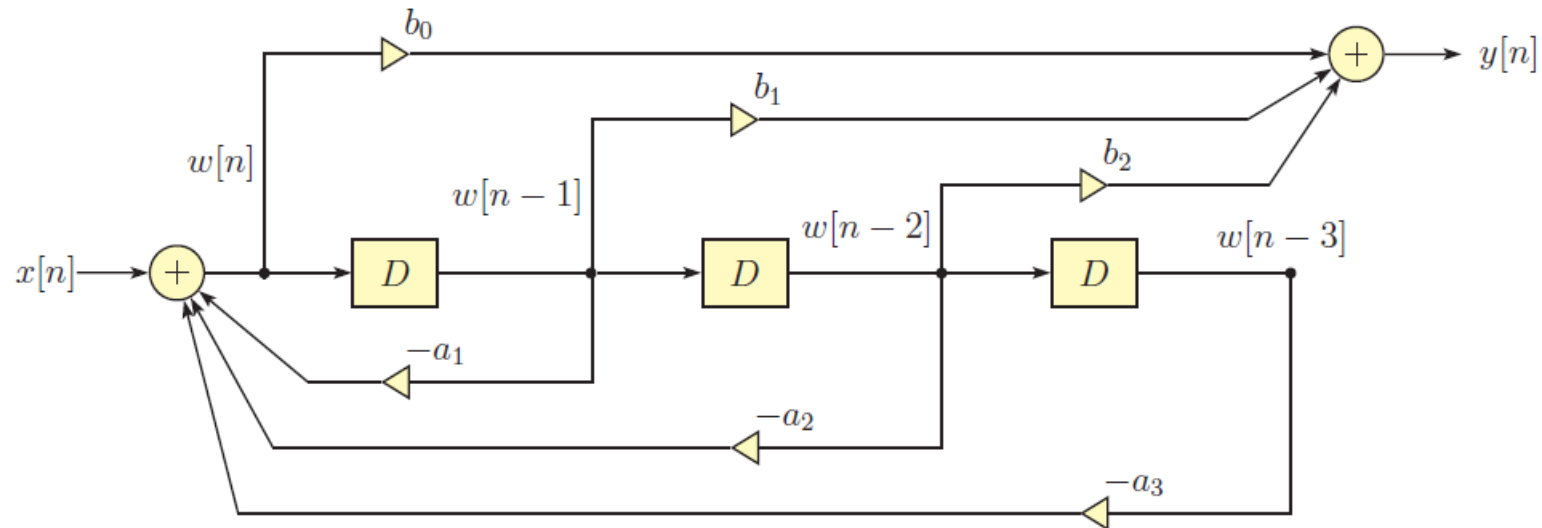 b₀
+
y[n]
b₁
w[n]
b₂
w[n − 1]
w[n − 2]
w[n − 3]
x[n]
+
D
D
D
−a₁
−a₂
−a₃